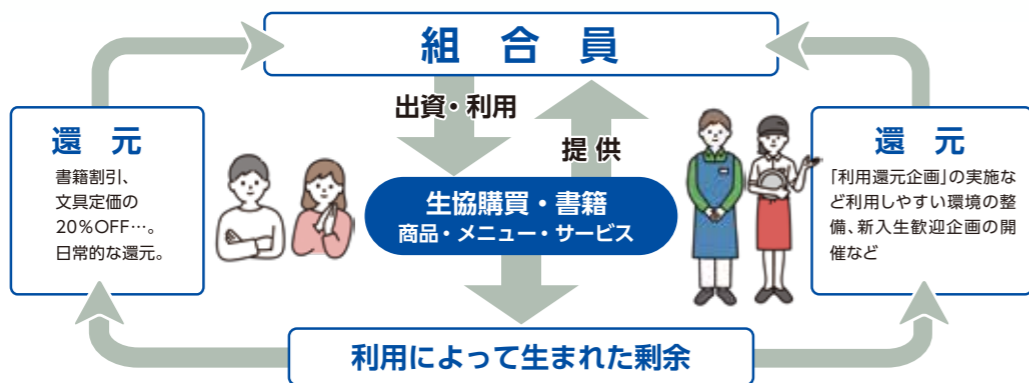 組合員
出資・利用
提供
還元
書籍割引、
文具定価の
20%OFF…。
日常的な還元。
生協購買・書籍
商品・メニュー・サービス
還元
「利用還元企画」の実施な
ど利用しやすい環境の整
備、新入生歓迎企画の開
催など
利用によって生まれた剰余